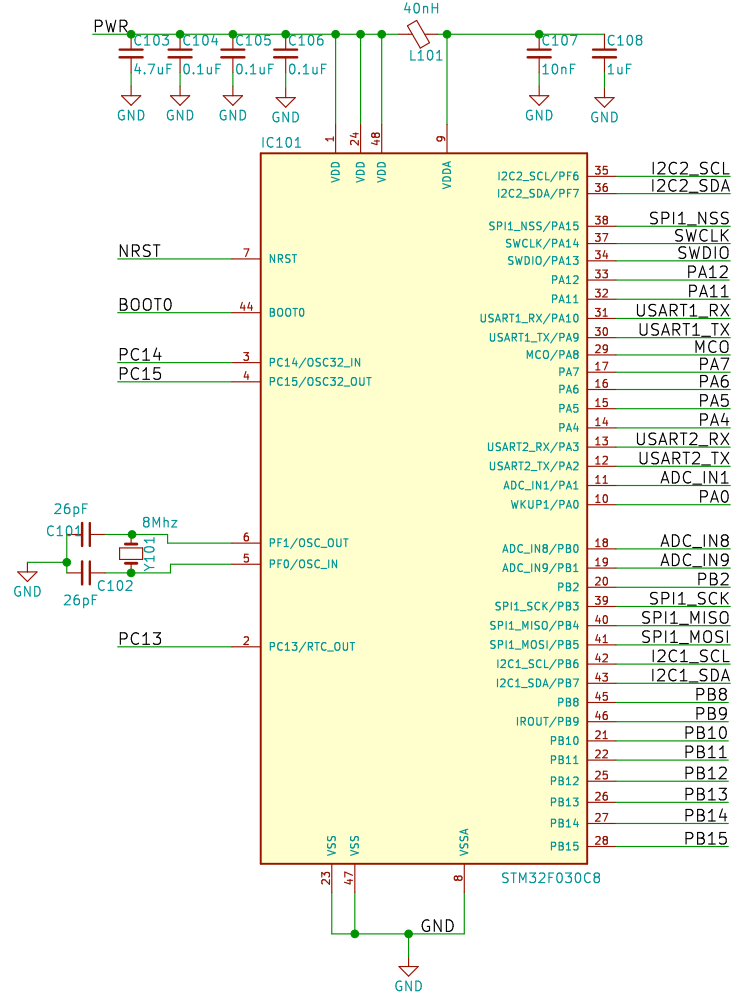 40nH
PWR
C103 C104 C105 C106 L101 C107 C108
4.7uF 0.1uF 0.1uF 0.1uF 10nF 1uF
GND GND GND GND GND GND
IC101 1 24 48 9
VDD VDD VDD VDDA
I2C2_SCL/PF6 35 I2C2_SCL
I2C2_SDA/PF7 36 I2C2_SDA
SPI1_NSS/PA15 38 SPI1_NSS
SWCLK/PA14 37 SWCLK
NRST 7 NRST SWDIO/PA13 34 SWDIO
PA12 33 PA12
PA11 32 PA11
BOOT0 44 BOOT0 USART1_RX/PA10 31 USART1_RX
USART1_TX/PA9 30 USART1_TX
MCO/PA8 29 MCO
PC14 3 PC14/OSC32_IN PA7 17 PA7
PC15 4 PC15/OSC32_OUT PA6 16 PA6
PA5 15 PA5
PA4 14 PA4
USART2_RX/PA3 13 USART2_RX
USART2_TX/PA2 12 USART2_TX
ADC_IN1/PA1 11 ADC_IN1
WKUP1/PA0 10 PA0
26pF
C101 8Mhz
Y101
6 PF1/OSC_OUT ADC_IN8/PB0 18 ADC_IN8
5 PF0/OSC_IN ADC_IN9/PB1 19 ADC_IN9
GND C102 PB2 20 PB2
26pF
SPI1_SCK/PB3 39 SPI1_SCK
SPI1_MISO/PB4 40 SPI1_MISO
PC13 2 PC13/RTC_OUT SPI1_MOSI/PB5 41 SPI1_MOSI
I2C1_SCL/PB6 42 I2C1_SCL
I2C1_SDA/PB7 43 I2C1_SDA
PB8 45 PB8
IROUT/PB9 46 PB9
PB10 21 PB10
PB11 22 PB11
PB12 25 PB12
PB13 26 PB13
PB14 27 PB14
PB15 28 PB15
VSS VSS VSSA
23 47 8 STM32F030C8
GND
GND